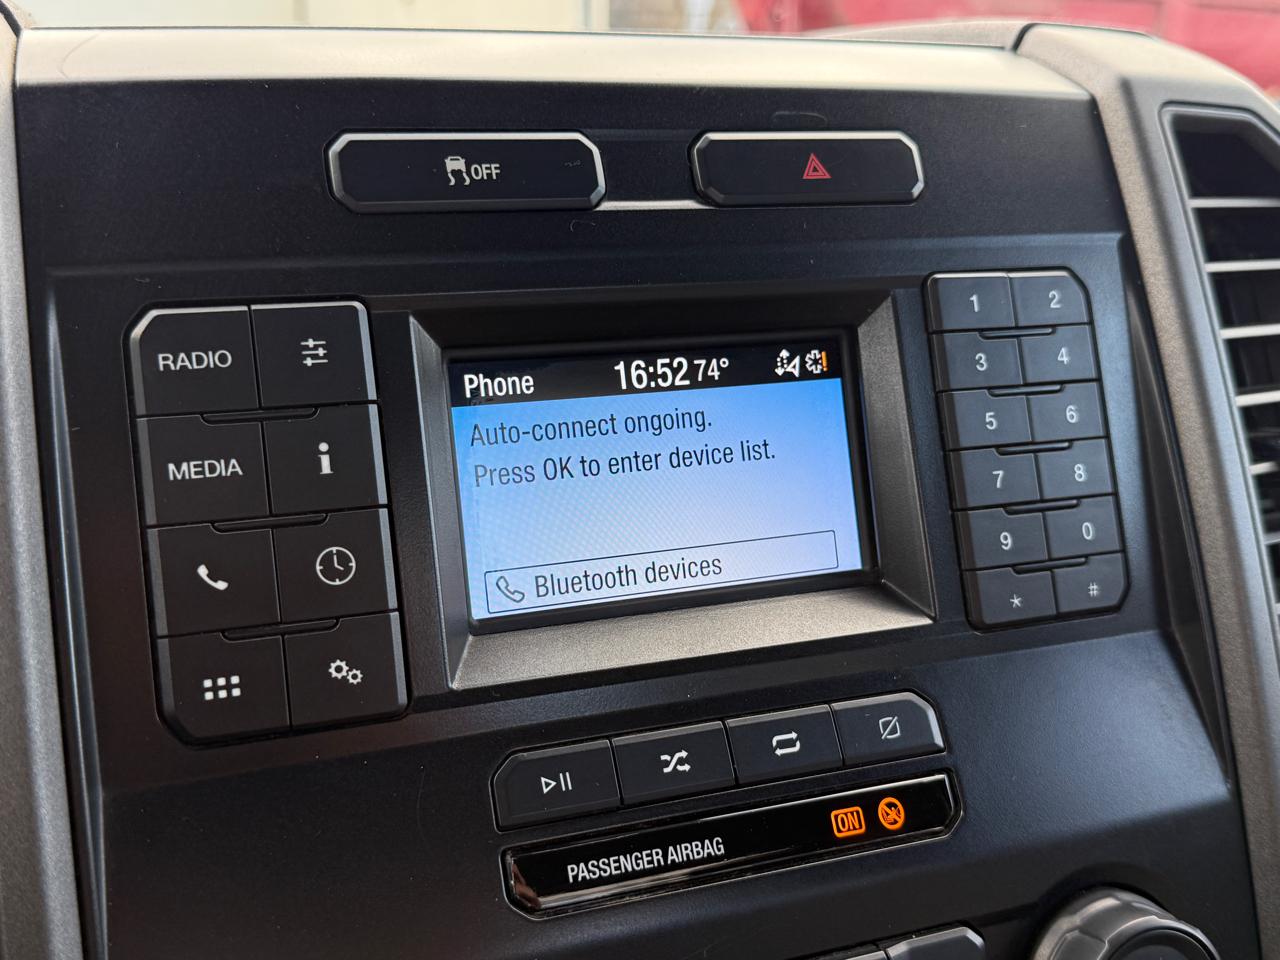 OFF
RADIO
MEDIA
Phone 16:52 74°
Auto-connect ongoing.
Press OK to enter device list.
Bluetooth devices
1 2
3 4
5 6
7 8
9 0
* #
PASSENGER AIRBAG ON